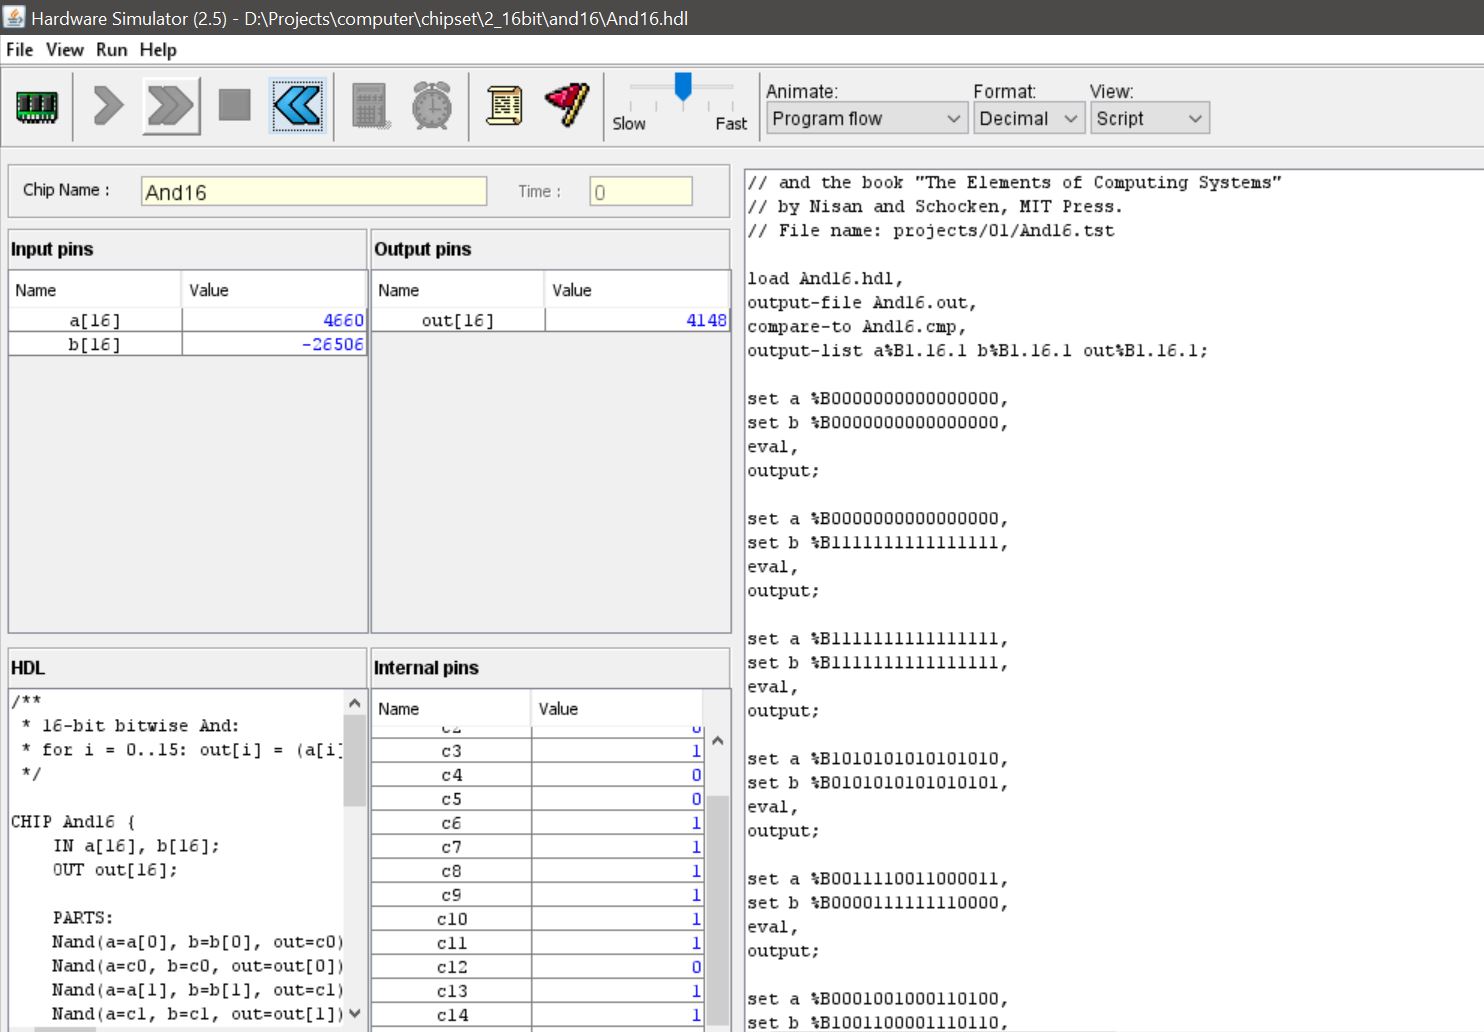 Hardware Simulator (2.5) - D:\Projects\computer\chipset\2_16bit\and16\And16.hdl
File View Run Help
Slow Fast
Animate: Format: View:
Program flow Decimal Script
Chip Name : And16 Time : 0
Input pins
Name Value
a[16] 4660
b[16] -26506
Output pins
Name Value
out[16] 4148
HDL
/**
* 16-bit bitwise And:
* for i = 0..15: out[i] = (a[i]
*/
CHIP And16 {
IN a[16], b[16];
OUT out[16];
PARTS:
Nand(a=a[0], b=b[0], out=c0)
Nand(a=c0, b=c0, out=out[0])
Nand(a=a[1], b=b[1], out=c1)
Nand(a=c1, b=c1, out=out[1])
Internal pins
Name Value
c2 0
c3 1
c4 0
c5 0
c6 1
c7 1
c8 1
c9 1
c10 1
c11 1
c12 0
c13 1
c14 1
// and the book "The Elements of Computing Systems"
// by Nisan and Schocken, MIT Press.
// File name: projects/01/And16.tst
load And16.hdl,
output-file And16.out,
compare-to And16.cmp,
output-list a%B1.16.1 b%B1.16.1 out%B1.16.1;
set a %B0000000000000000,
set b %B0000000000000000,
eval,
output;
set a %B0000000000000000,
set b %B1111111111111111,
eval,
output;
set a %B1111111111111111,
set b %B1111111111111111,
eval,
output;
set a %B1010101010101010,
set b %B0101010101010101,
eval,
output;
set a %B0011110011000011,
set b %B0000111111110000,
eval,
output;
set a %B0001001000110100,
set b %B1001100001110110,